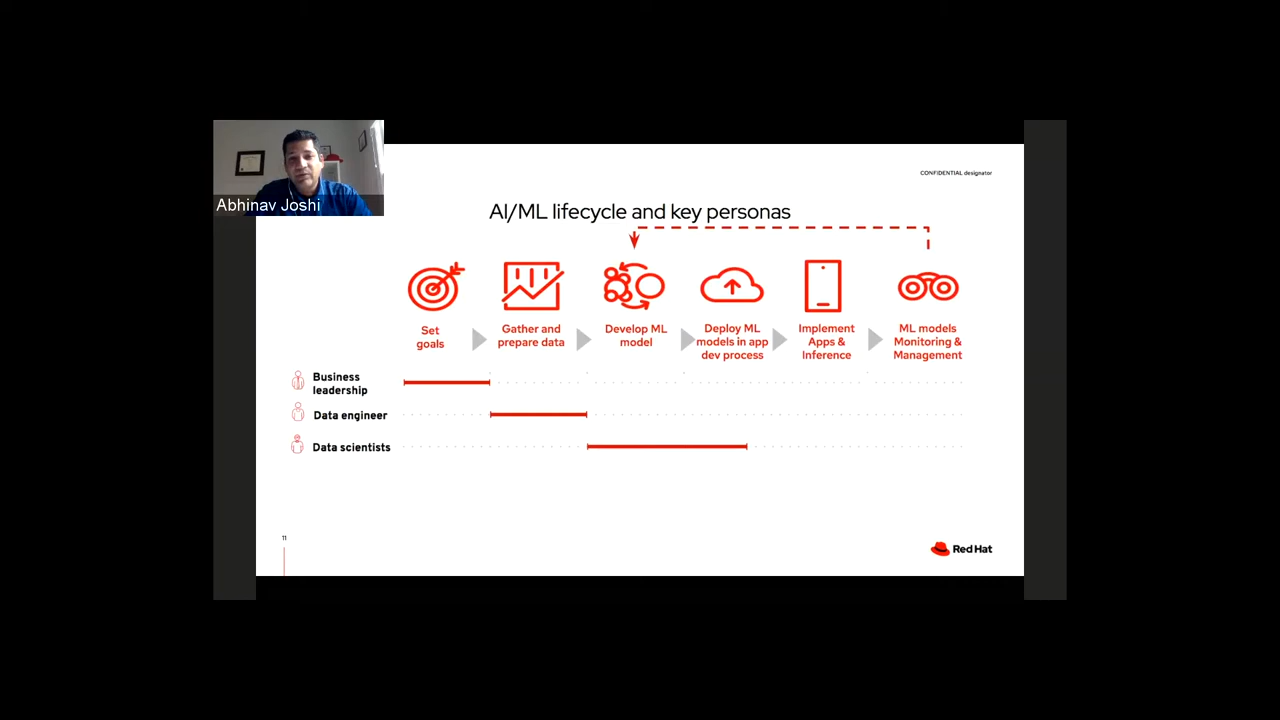 CONFIDENTIAL designator
Abhinav Joshi
AI/ML lifecycle and key personas
Set
goals
Gather and
prepare data
Develop ML
model
Deploy ML
models in app
dev process
Implement
Apps &
Inference
ML models
Monitoring &
Management
Business
leadership
Data engineer
Data scientists
11
Red Hat